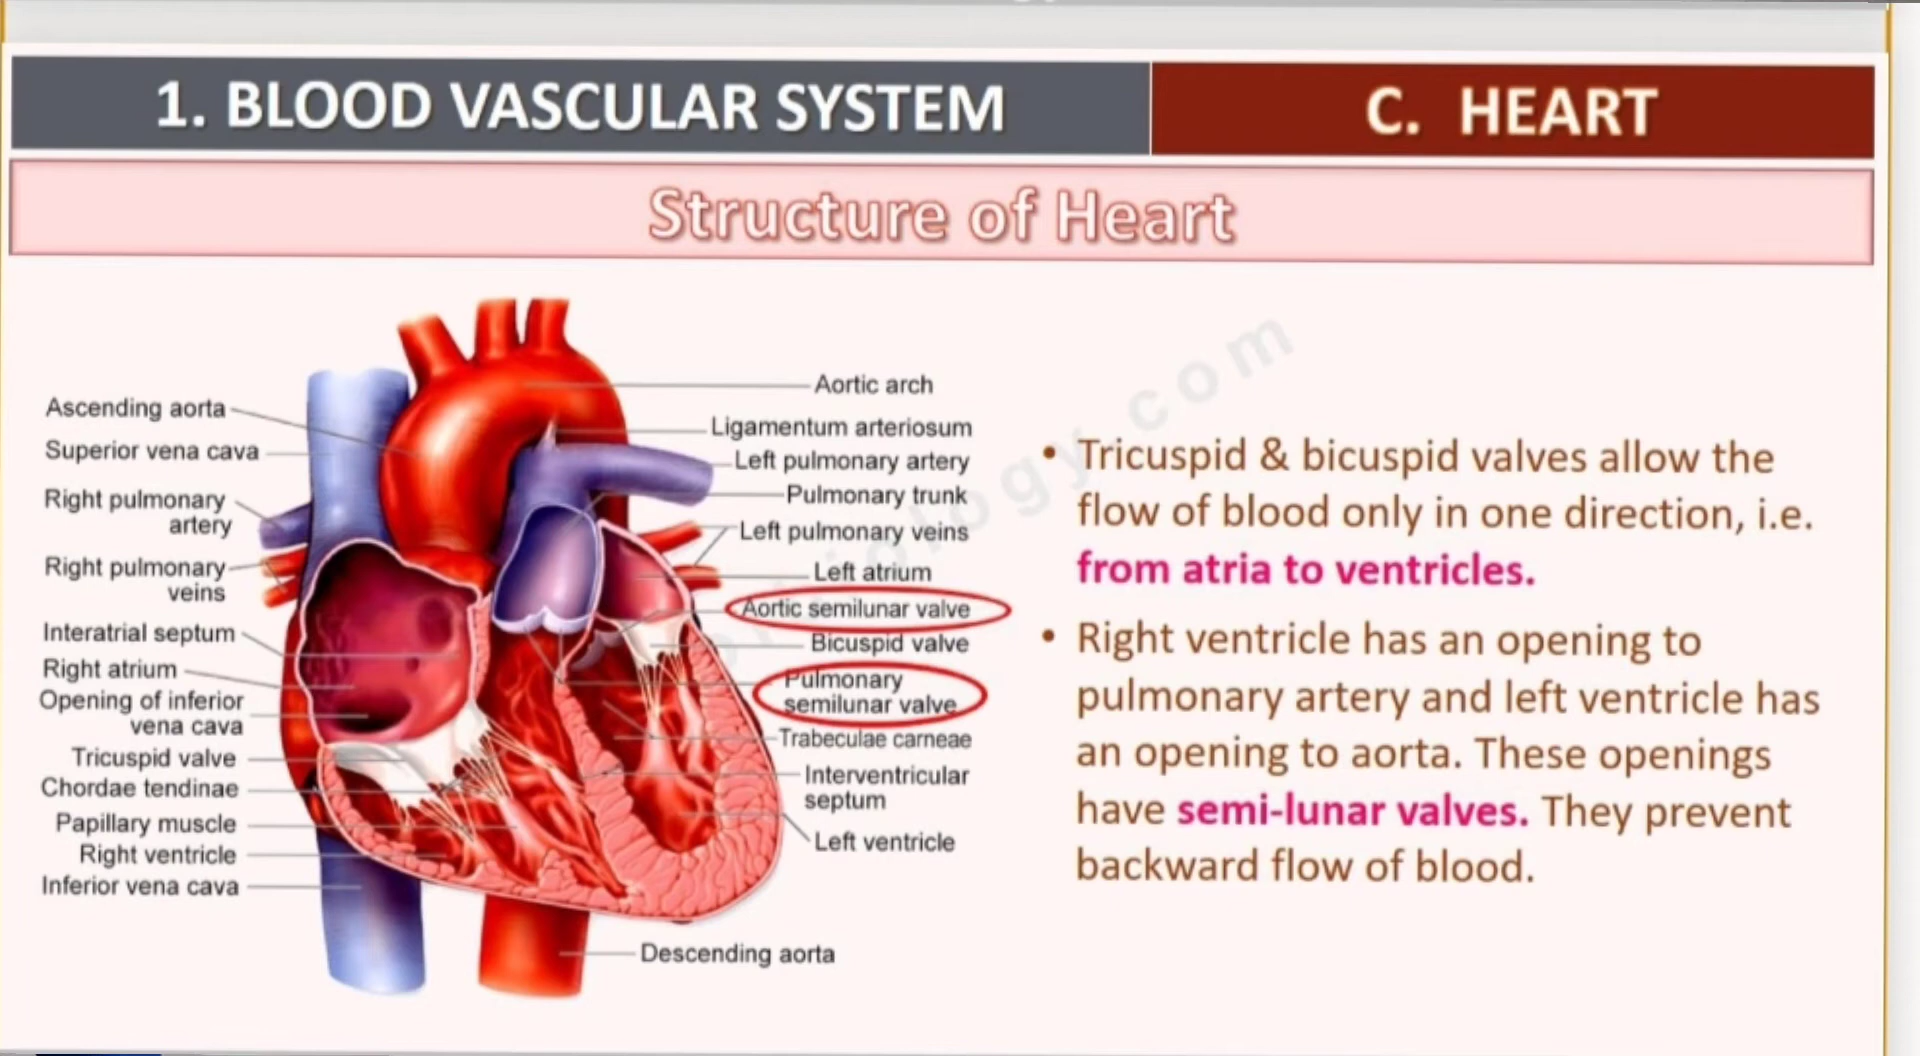 1. BLOOD VASCULAR SYSTEM
C. HEART
Structure of Heart
Ascending aorta
Superior vena cava
Right pulmonary
artery
Right pulmonary
veins
Interatrial septum
Right atrium
Opening of inferior
vena cava
Tricuspid valve
Chordae tendinae
Papillary muscle
Right ventricle
Inferior vena cava
Aortic arch
Ligamentum arteriosum
Left pulmonary artery
Pulmonary trunk
Left pulmonary veins
Left atrium
Aortic semilunar valve
Bicuspid valve
Pulmonary
semilunar valve
Trabeculae carneae
Interventricular
septum
Left ventricle
Descending aorta
• Tricuspid & bicuspid valves allow the
flow of blood only in one direction, i.e.
from atria to ventricles.
• Right ventricle has an opening to
pulmonary artery and left ventricle has
an opening to aorta. These openings
have semi-lunar valves. They prevent
backward flow of blood.